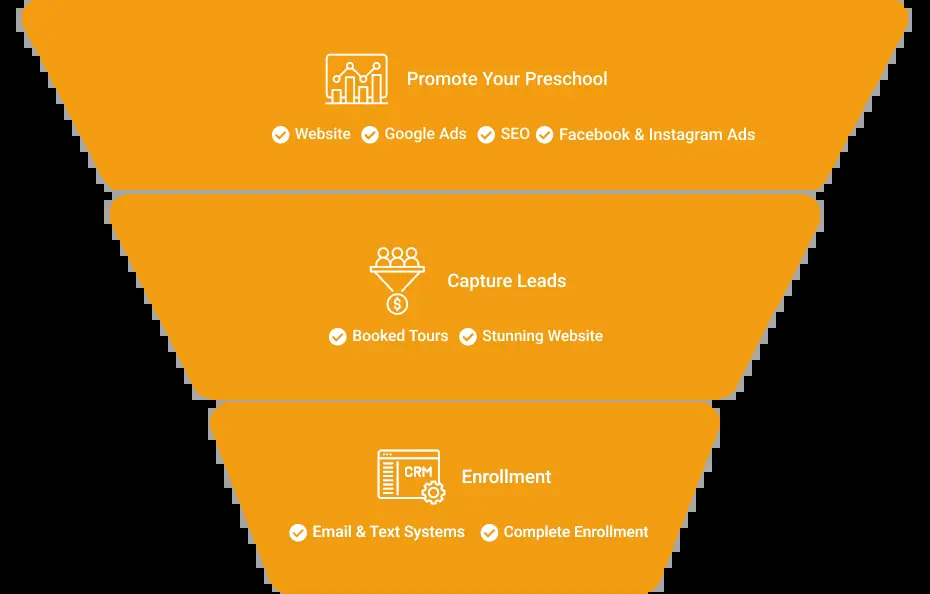 Promote Your Preschool
Website Google Ads SEO Facebook & Instagram Ads
$
Capture Leads
Booked Tours Stunning Website
CRM
Enrollment
Email & Text Systems Complete Enrollment